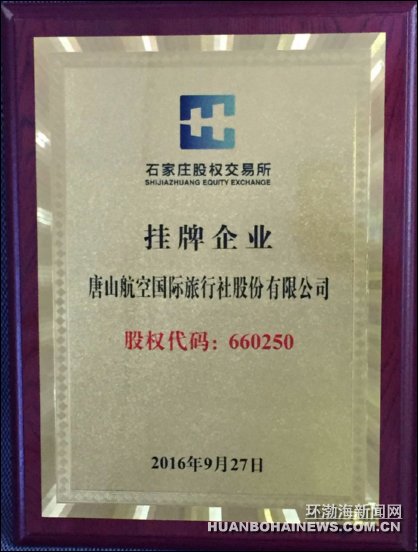 石家庄股权交易所
SHIJIAZHUANG EQUITY EXCHANGE
挂牌企业
唐山航空国际旅行社股份有限公司
股权代码：660250
2016年9月27日
环渤海新闻网
HUANBOHAINEWS.COM.CN